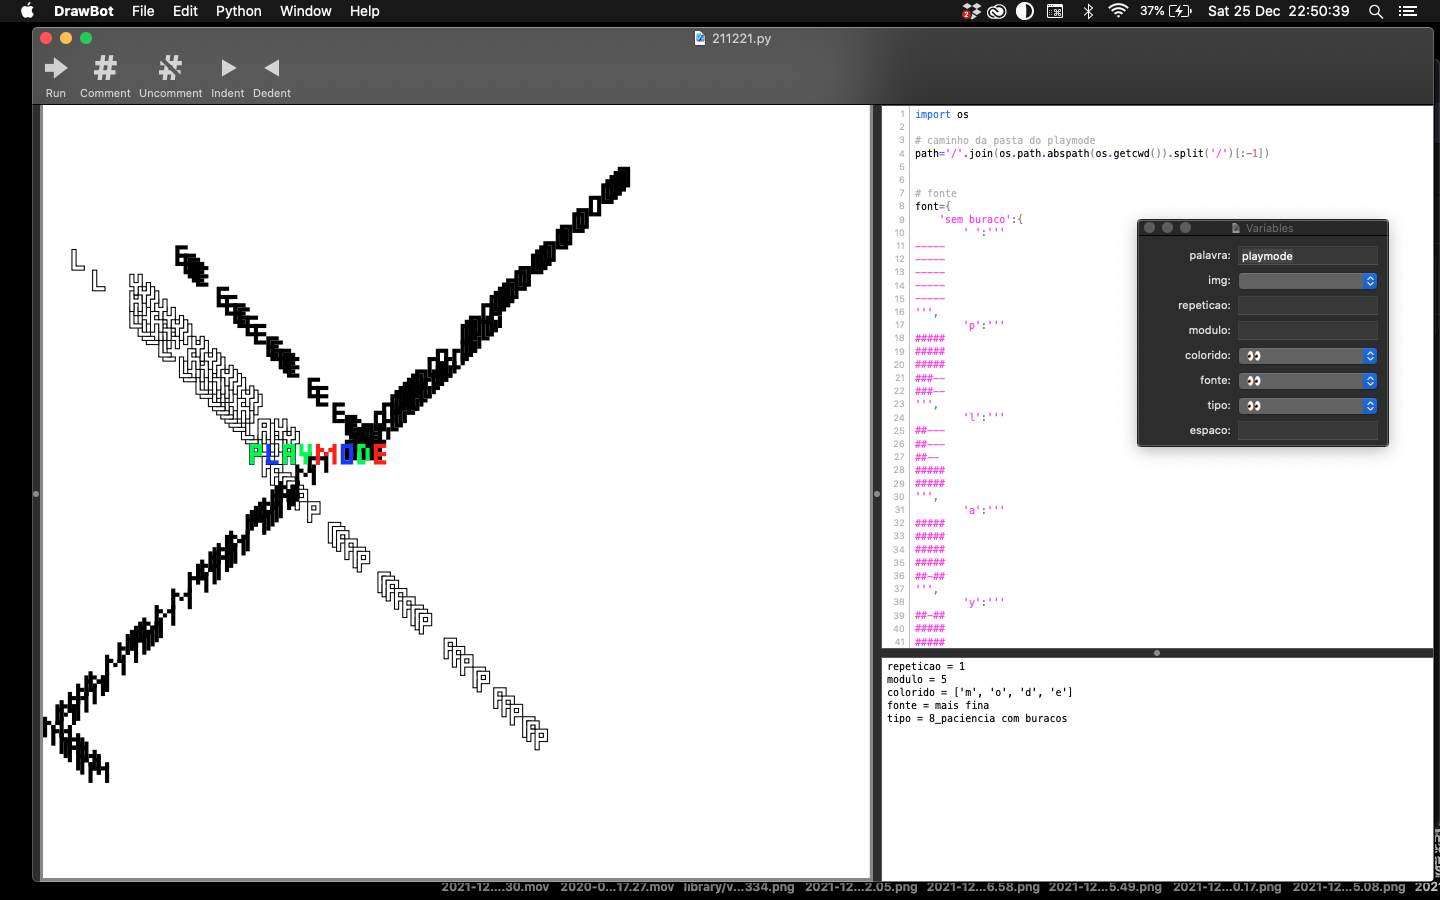 DrawBot File Edit Python Window Help 2 37% Sat 25 Dec 22:50:39
211221.py
Run Comment Uncomment Indent Dedent
PLAYMODE
1 import os
2
3 # caminho da pasta do playmode
4 path='/'.join(os.path.abspath(os.getcwd()).split('/')[:-1])
5
6
7 # fonte
8 font={
9 'sem buraco':{
10 ' ':'''
11 -----
12 -----
13 -----
14 -----
15 -----
16 ''',
17 'p':'''
18 #####
19 #####
20 #####
21 ###--
22 ###--
23 ''',
24 'l':'''
25 ##---
26 ##---
27 ##--
28 #####
29 #####
30 ''',
31 'a':'''
32 #####
33 #####
34 #####
35 #####
36 ##-##
37 ''',
38 'y':'''
39 ##-##
40 #####
41 #####
Variables
palavra: playmode
img:
repeticao:
modulo:
colorido: 👀
fonte: 👀
tipo: 👀
espaco:
repeticao = 1
modulo = 5
colorido = ['m', 'o', 'd', 'e']
fonte = mais fina
tipo = 8_paciencia com buracos
2021-12....30.mov 2020-0...17.27.mov library/v...334.png 2021-12...2.05.png 2021-12...6.58.png 2021-12...5.49.png 2021-12...0.17.png 2021-12...5.08.png 202